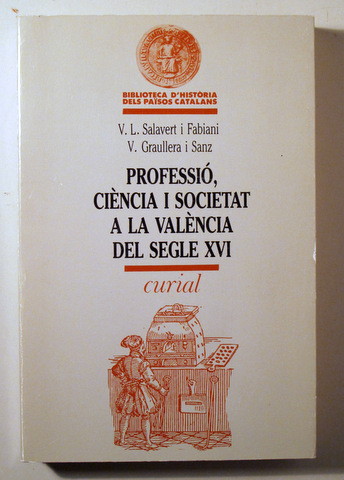 BIBLIOTECA D'HISTÒRIA
DELS PAÏSOS CATALANS
V. L. Salavert i Fabiani
V. Graullera i Sanz
PROFESSIÓ,
CIÈNCIA I SOCIETAT
A LA VALÈNCIA
DEL SEGLE XVI
curial